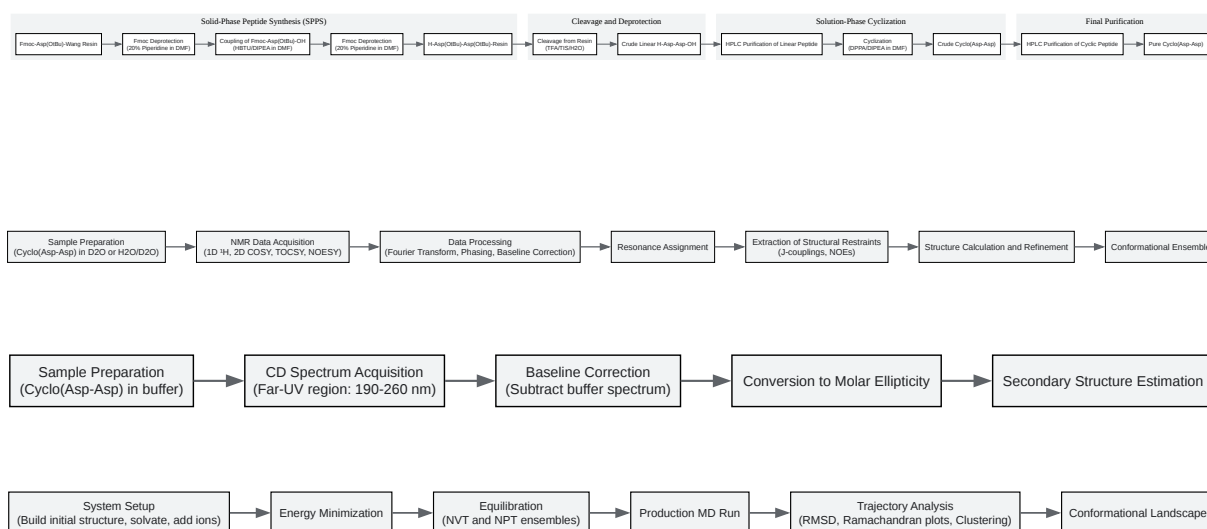 Solid-Phase Peptide Synthesis (SPPS)
Cleavage and Deprotection
Solution-Phase Cyclization
Final Purification
Fmoc-Asp(OtBu)-Wang Resin
Fmoc Deprotection
(20% Piperidine in DMF)
Coupling of Fmoc-Asp(OtBu)-OH
(HBTU/DIPEA in DMF)
Fmoc Deprotection
(20% Piperidine in DMF)
H-Asp(OtBu)-Asp(OtBu)-Resin
Cleavage from Resin
(TFA/TIS/H2O)
Crude Linear H-Asp-Asp-OH
HPLC Purification of Linear Peptide
Cyclization
(DPPA/DIPEA in DMF)
Crude Cyclo(Asp-Asp)
HPLC Purification of Cyclic Peptide
Pure Cyclo(Asp-Asp)
Sample Preparation
(Cyclo(Asp-Asp) in D2O or H2O/D2O)
NMR Data Acquisition
(1D ¹H, 2D COSY, TOCSY, NOESY)
Data Processing
(Fourier Transform, Phasing, Baseline Correction)
Resonance Assignment
Extraction of Structural Restraints
(J-couplings, NOEs)
Structure Calculation and Refinement
Conformational Ensemble
Sample Preparation
(Cyclo(Asp-Asp) in buffer)
CD Spectrum Acquisition
(Far-UV region: 190-260 nm)
Baseline Correction
(Subtract buffer spectrum)
Conversion to Molar Ellipticity
Secondary Structure Estimation
System Setup
(Build initial structure, solvate, add ions)
Energy Minimization
Equilibration
(NVT and NPT ensembles)
Production MD Run
Trajectory Analysis
(RMSD, Ramachandran plots, Clustering)
Conformational Landscape